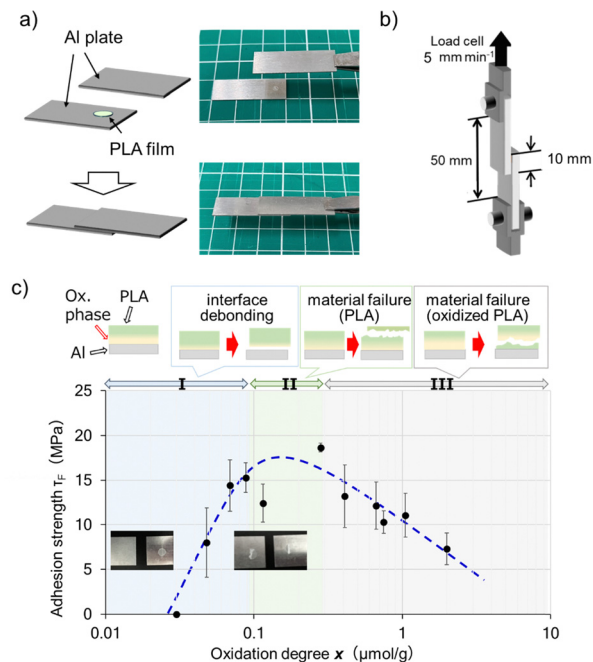 a)
Al plate
PLA film
b)
Load cell
5 mm min⁻¹
50 mm
10 mm
c)
Ox. phase
PLA
Al
interface
debonding
material failure
(PLA)
material failure
(oxidized PLA)
I
II
III
Adhesion strength τF (MPa)
25
20
15
10
5
0
0.01
0.1
1
10
Oxidation degree x (μmol/g)